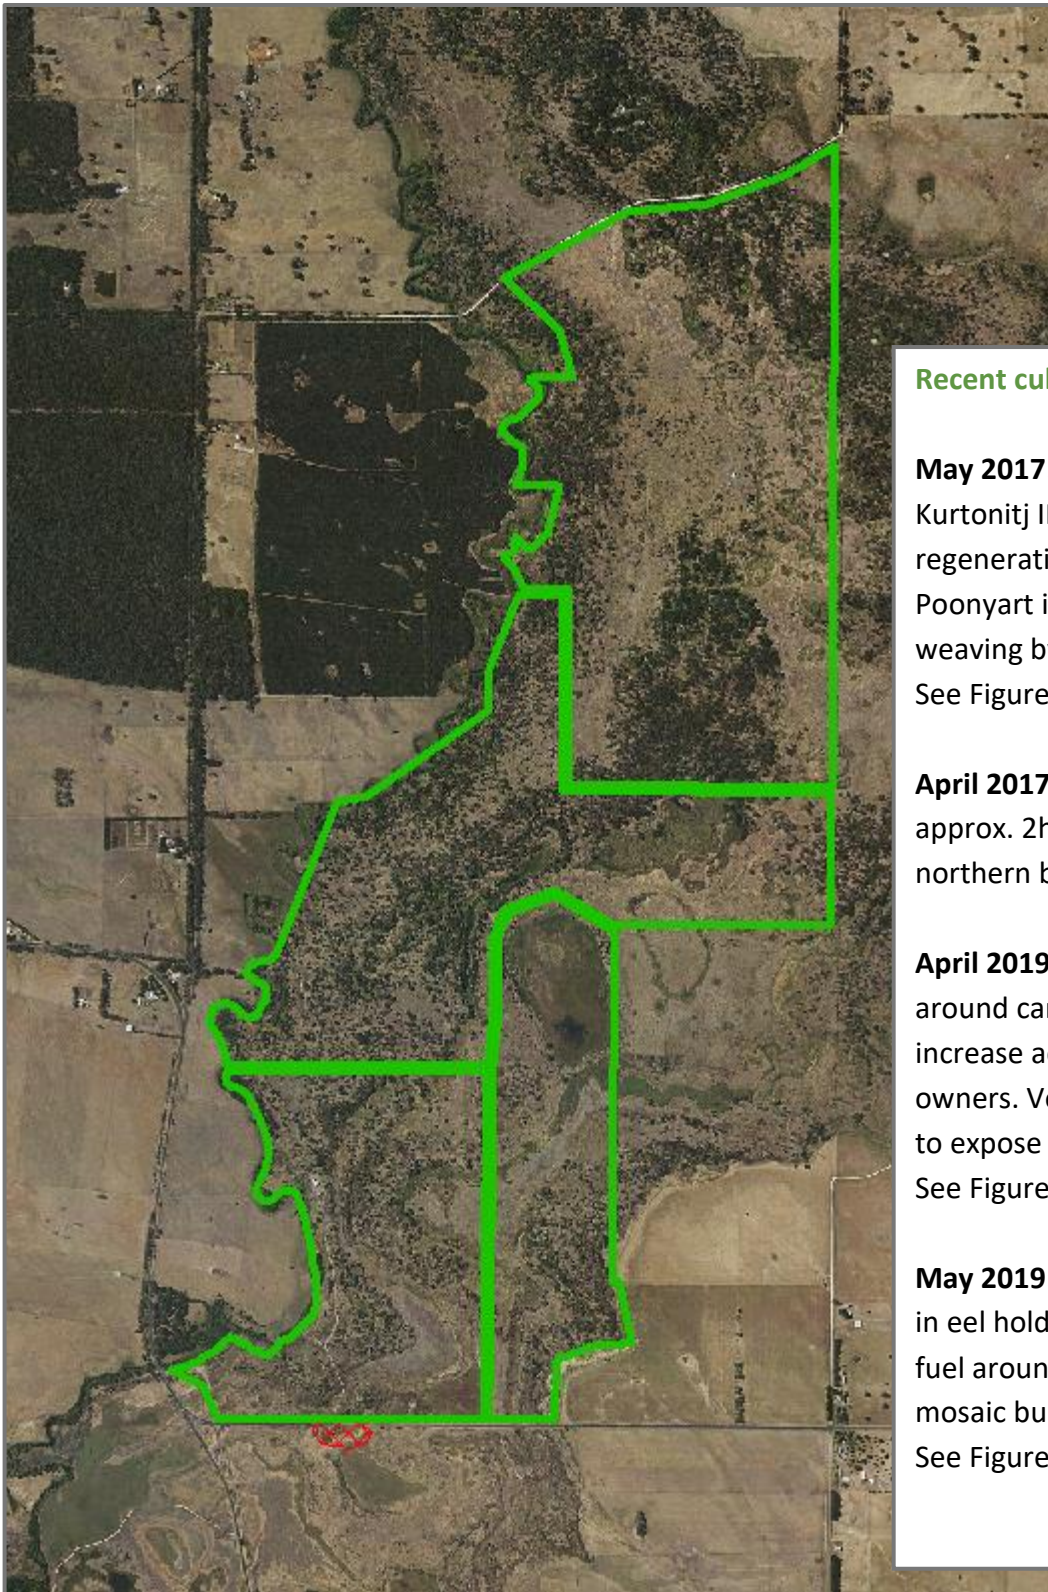 Recent cul
May 2017
Kurtonitj I
regenerati
Poonyart i
weaving b
See Figure
April 2017
approx. 2h
northern b
April 2019
around ca
increase a
owners. V
to expose
See Figure
May 2019
in eel hold
fuel aroun
mosaic bu
See Figure